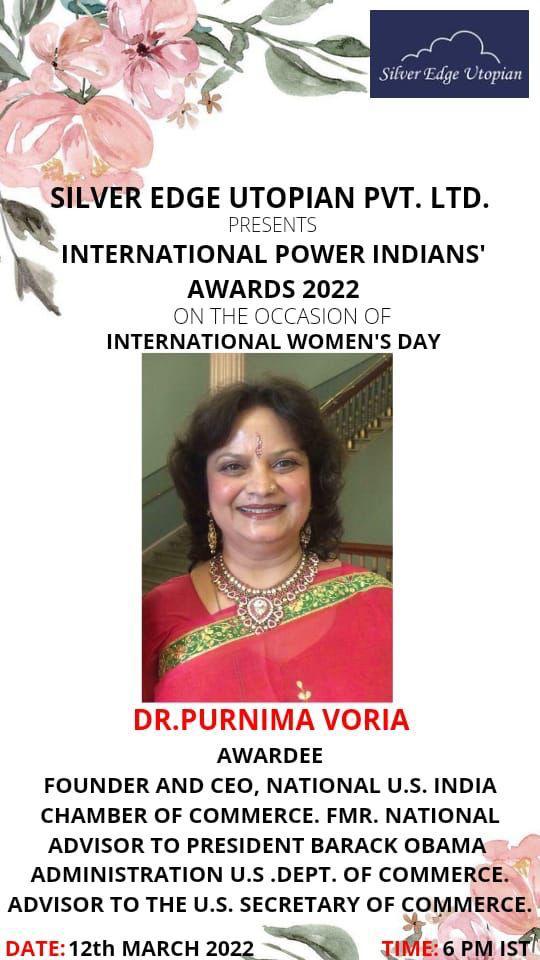 Silver Edge Utopian
SILVER EDGE UTOPIAN PVT. LTD.
PRESENTS
INTERNATIONAL POWER INDIANS'
AWARDS 2022
ON THE OCCASION OF
INTERNATIONAL WOMEN'S DAY
DR.PURNIMA VORIA
AWARDEE
FOUNDER AND CEO, NATIONAL U.S. INDIA
CHAMBER OF COMMERCE. FMR. NATIONAL
ADVISOR TO PRESIDENT BARACK OBAMA
ADMINISTRATION U.S .DEPT. OF COMMERCE.
ADVISOR TO THE U.S. SECRETARY OF COMMERCE.
DATE: 12th MARCH 2022 TIME: 6 PM IST